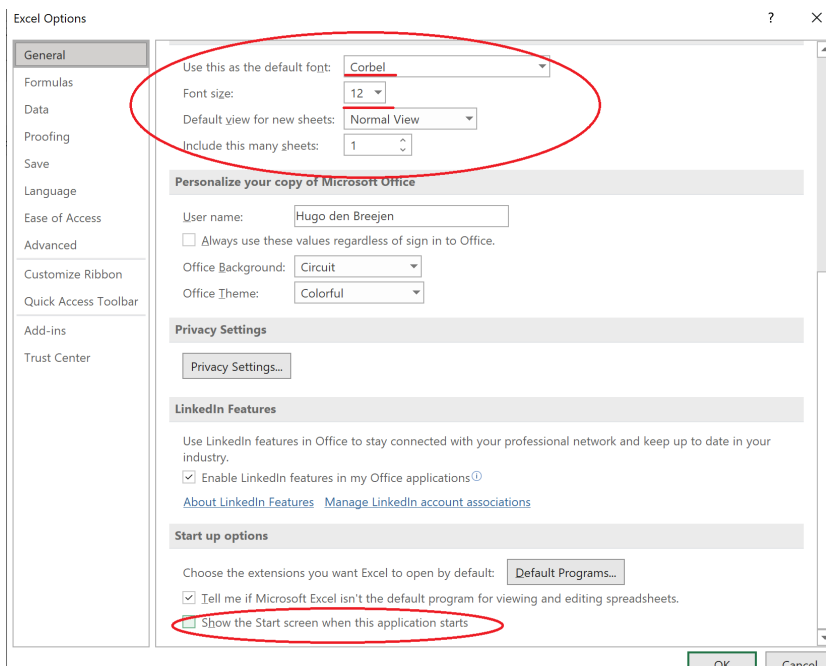 Excel Options
?
General
Formulas
Data
Proofing
Save
Language
Ease of Access
Advanced
Customize Ribbon
Quick Access Toolbar
Add-ins
Trust Center
Use this as the default font: Corbel
Font size: 12
Default view for new sheets: Normal View
Include this many sheets: 1
Personalize your copy of Microsoft Office
User name: Hugo den Breejen
Always use these values regardless of sign in to Office.
Office Background: Circuit
Office Theme: Colorful
Privacy Settings
Privacy Settings...
LinkedIn Features
Use LinkedIn features in Office to stay connected with your professional network and keep up to date in your
industry.
Enable LinkedIn features in my Office applications
About LinkedIn Features Manage LinkedIn account associations
Start up options
Choose the extensions you want Excel to open by default: Default Programs...
Tell me if Microsoft Excel isn't the default program for viewing and editing spreadsheets.
Show the Start screen when this application starts
OK Cancel